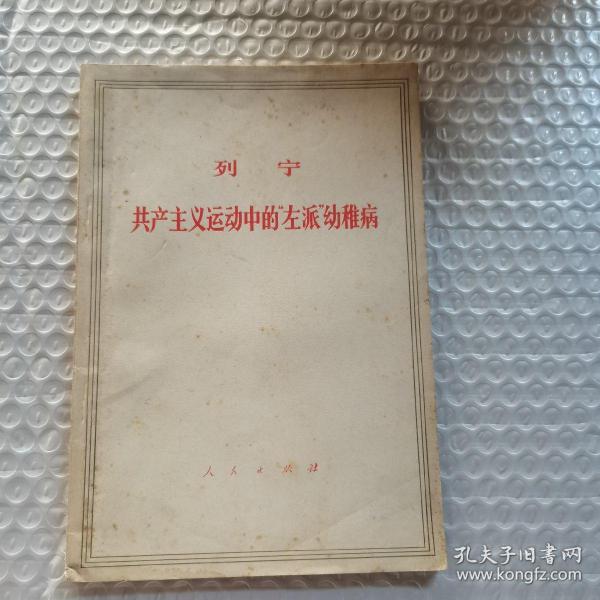 列 宁
共产主义运动中的“左派”幼稚病
人民出版社
孔夫子旧書网
www.kongfz.com